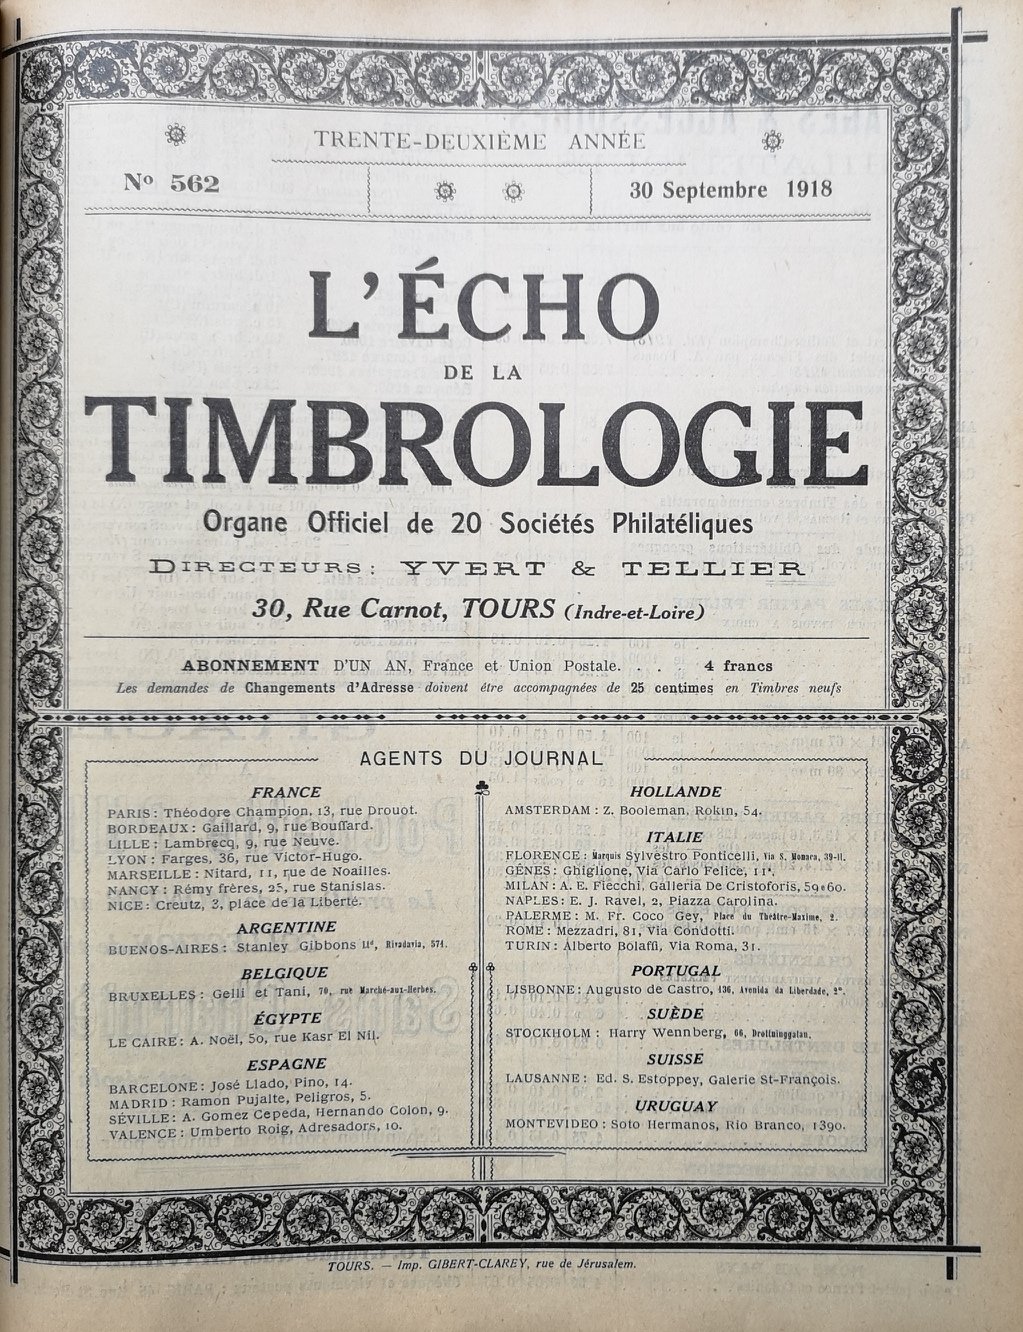 TRENTE-DEUXIÈME ANNÉE
Nº 562
30 Septembre 1918
L'ÉCHO
DE LA
TIMBROLOGIE
Organe Officiel de 20 Sociétés Philatéliques
DIRECTEURS: YVERT & TELLIER
30, Rue Carnot, TOURS (Indre-et-Loire)
ABONNEMENT D'UN AN, France et Union Postale. . . . . 4 francs
Les demandes de Changements d'Adresse doivent être accompagnées de 25 centimes en Timbres neufs
AGENTS DU JOURNAL
FRANCE
PARIS: Théodore Champion, 13, rue Drouot.
BORDEAUX: Gaillard, 9, rue Bouffard.
LILLE: Lambrecq, 9, rue Neuve.
LYON: Farges, 36, rue Victor-Hugo.
MARSEILLE: Nitard, 11, rue de Noailles.
NANCY: Rémy frères, 25, rue Stanislas.
NICE: Creutz, 3, place de la Liberté.
ARGENTINE
BUENOS-AIRES: Stanley Gibbons Ltd, Rivadavia, 571.
BELGIQUE
BRUXELLES: Gelli et Tani, 70, rue Marché-aux-Herbes.
ÉGYPTE
LE CAIRE: A. Noël, 50, rue Kasr El Nil.
ESPAGNE
BARCELONE: José Llado, Pino, 14.
MADRID: Ramon Pujalte, Peligros, 5.
SÉVILLE: A. Gomez Cepeda, Hernando Colon, 9.
VALENCE: Umberto Roig, Adresadors, 10.
HOLLANDE
AMSTERDAM: Z. Booleman, Rokin, 54.
ITALIE
FLORENCE: Marquis Sylvestro Ponticelli, Via S. Monaca, 39-11.
GÊNES: Ghiglione, Via Carlo Felice, 11ª.
MILAN: A. E. Fiecchi, Galleria De Cristoforis, 59 e 60.
NAPLES: E. J. Ravel, 2, Piazza Carolina.
PALERME: M. Fr. Coco Gey, Place du Théâtre-Maxime, 2.
ROME: Mezzadri, 81, Via Condotti.
TURIN: Alberto Bolaffi, Via Roma, 31.
PORTUGAL
LISBONNE: Augusto de Castro, 136, Avenida da Liberdade, 2º.
SUÈDE
STOCKHOLM: Harry Wennberg, 66, Drottninggatan.
SUISSE
LAUSANNE: Ed. S. Estoppey, Galerie St-François.
URUGUAY
MONTEVIDEO: Soto Hermanos, Rio Branco, 1390.
TOURS. — Imp. GIBERT-CLAREY, rue de Jérusalem.